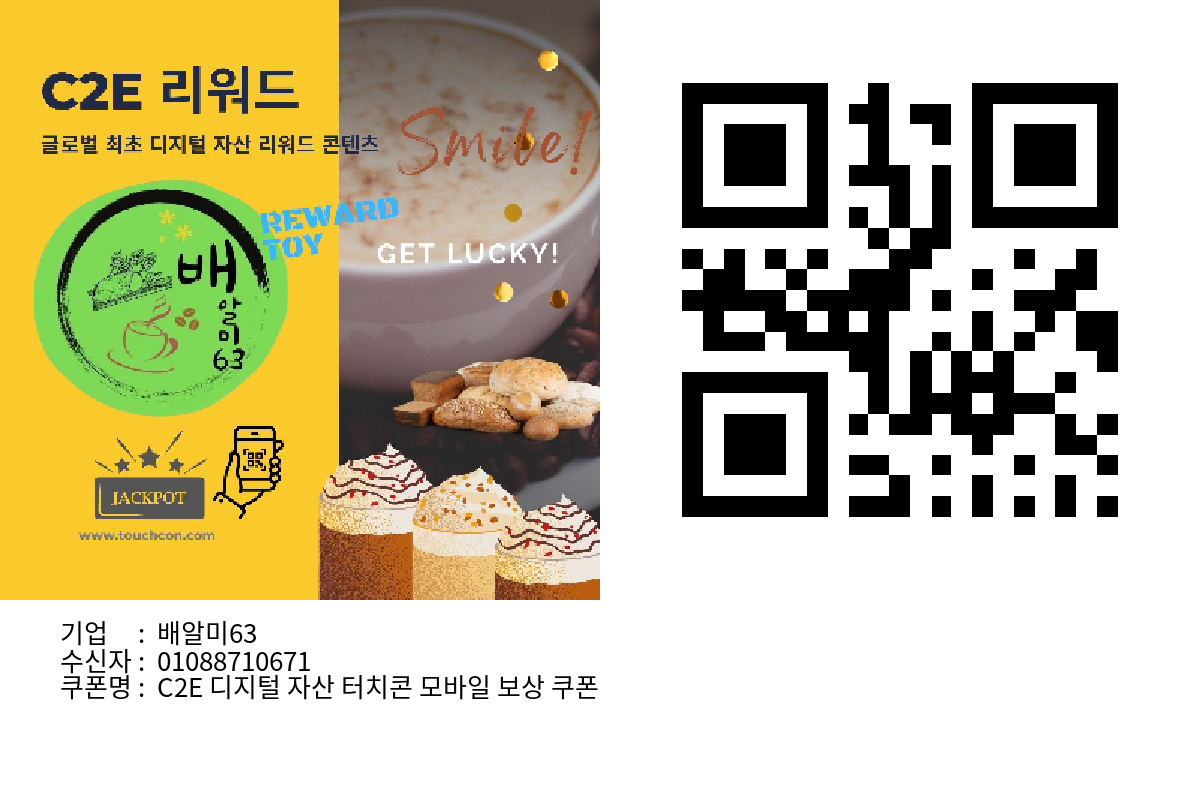 C2E 리워드
글로벌 최초 디지털 자산 리워드 콘텐츠
Smile!
REWARD
TOY
GET LUCKY!
배
알
미
63
JACKPOT
www.touchcon.com
기업 : 배알미63
수신자 : 01088710671
쿠폰명 : C2E 디지털 자산 터치콘 모바일 보상 쿠폰